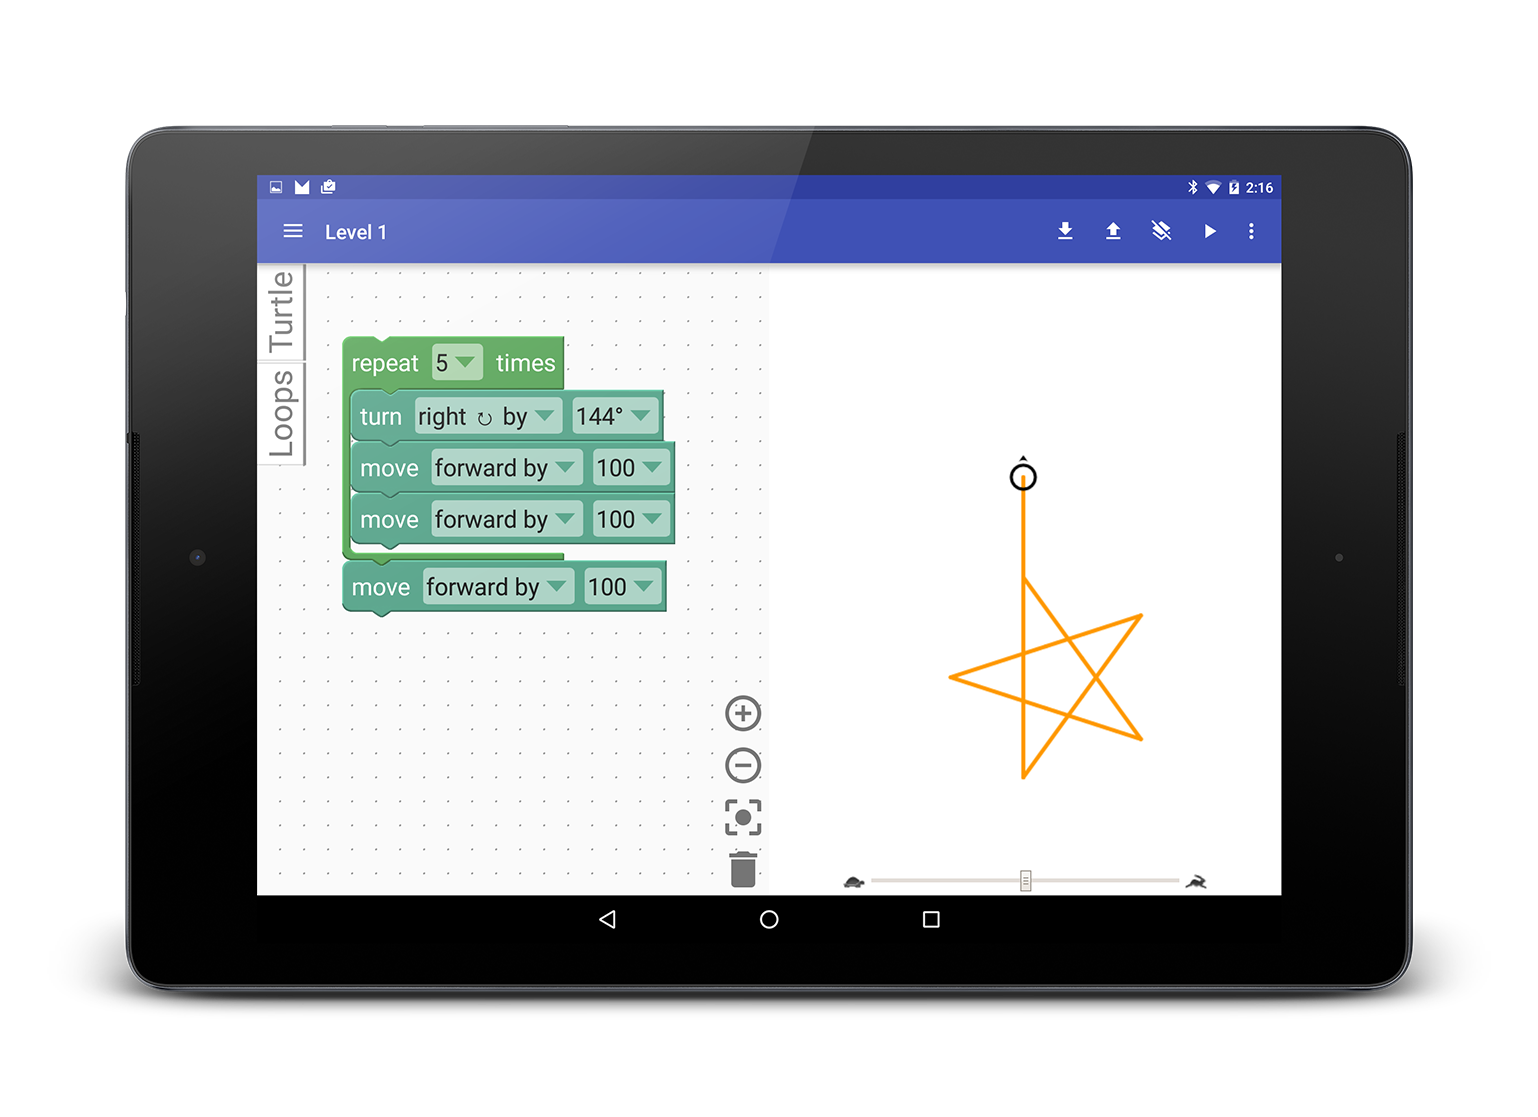 2:16
Level 1
Turtle
Loops
repeat 5 times
turn right ↻ by 144°
move forward by 100
move forward by 100
move forward by 100